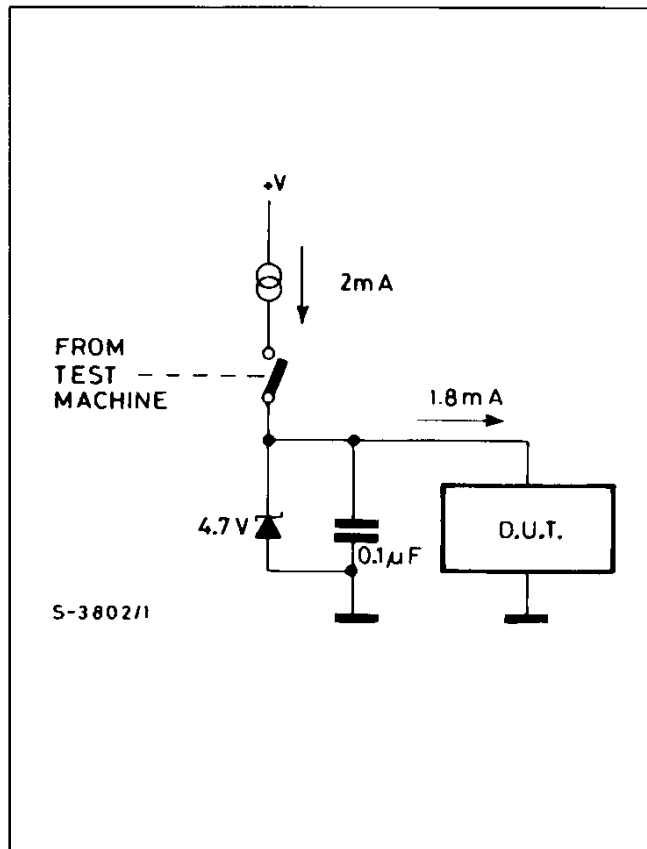 +V
2mA
FROM
TEST
MACHINE
1.8mA
4.7V
0.1µF
D.U.T.
S-3802/1